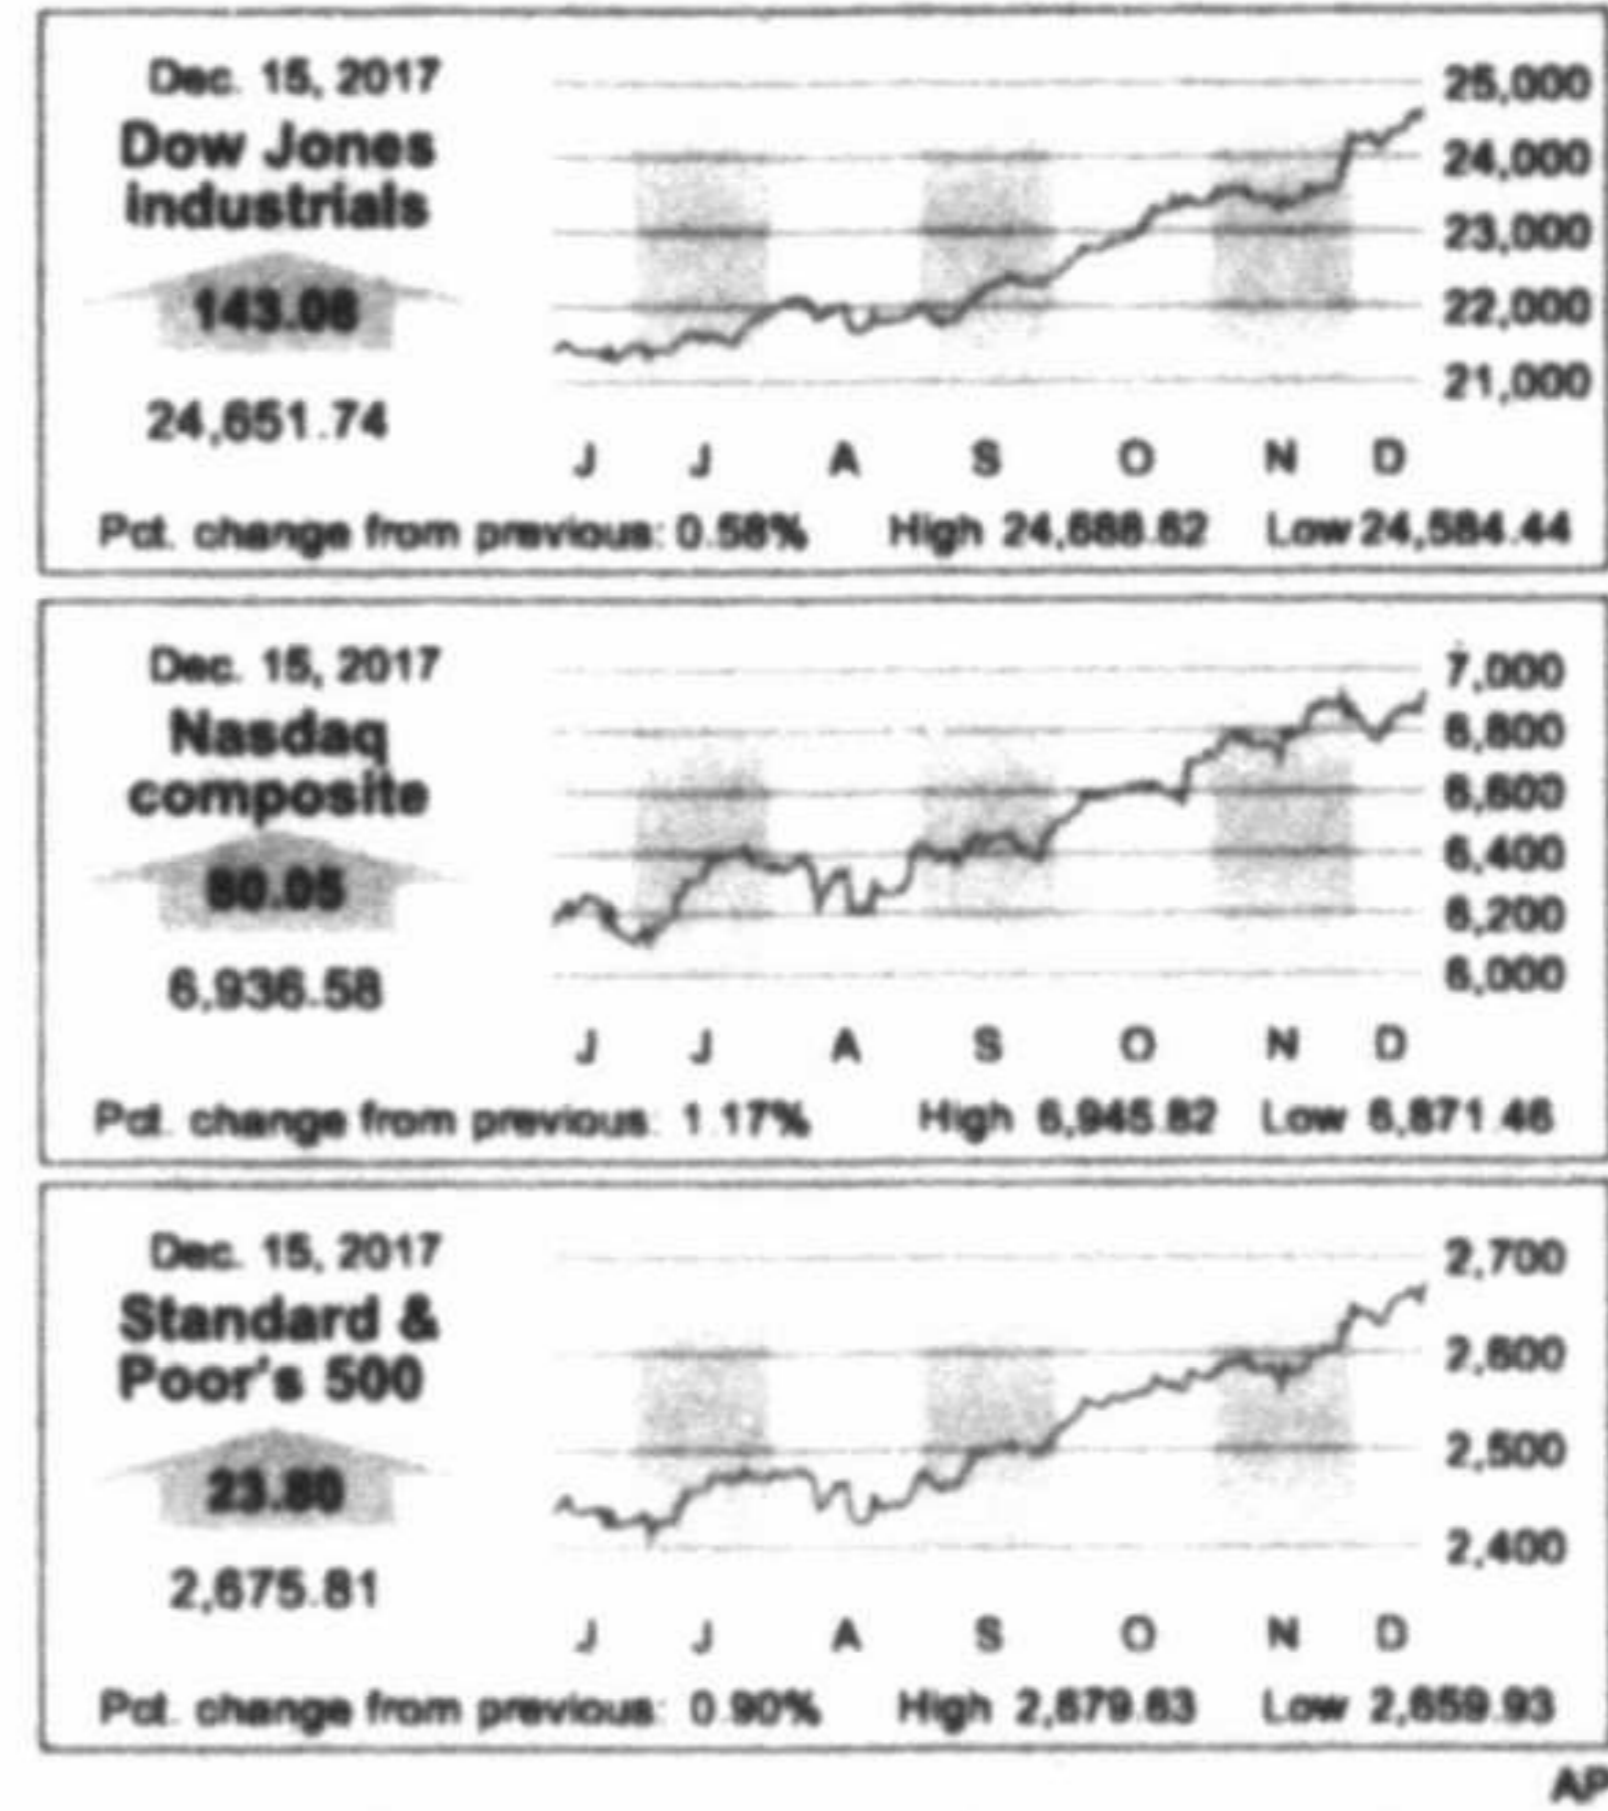 Dec. 15, 2017
Dow Jones
industrials
143.08
24,651.74
25,000
24,000
23,000
22,000
21,000
J J A S O N D
Pct. change from previous: 0.58% High 24,688.62 Low 24,584.44
Dec. 15, 2017
Nasdaq
composite
80.05
6,936.58
7,000
6,800
6,600
6,400
6,200
6,000
J J A S O N D
Pct. change from previous: 1.17% High 6,945.82 Low 6,871.46
Dec. 15, 2017
Standard &
Poor's 500
23.80
2,675.81
2,700
2,600
2,500
2,400
J J A S O N D
Pct. change from previous: 0.90% High 2,679.63 Low 2,659.93
AP